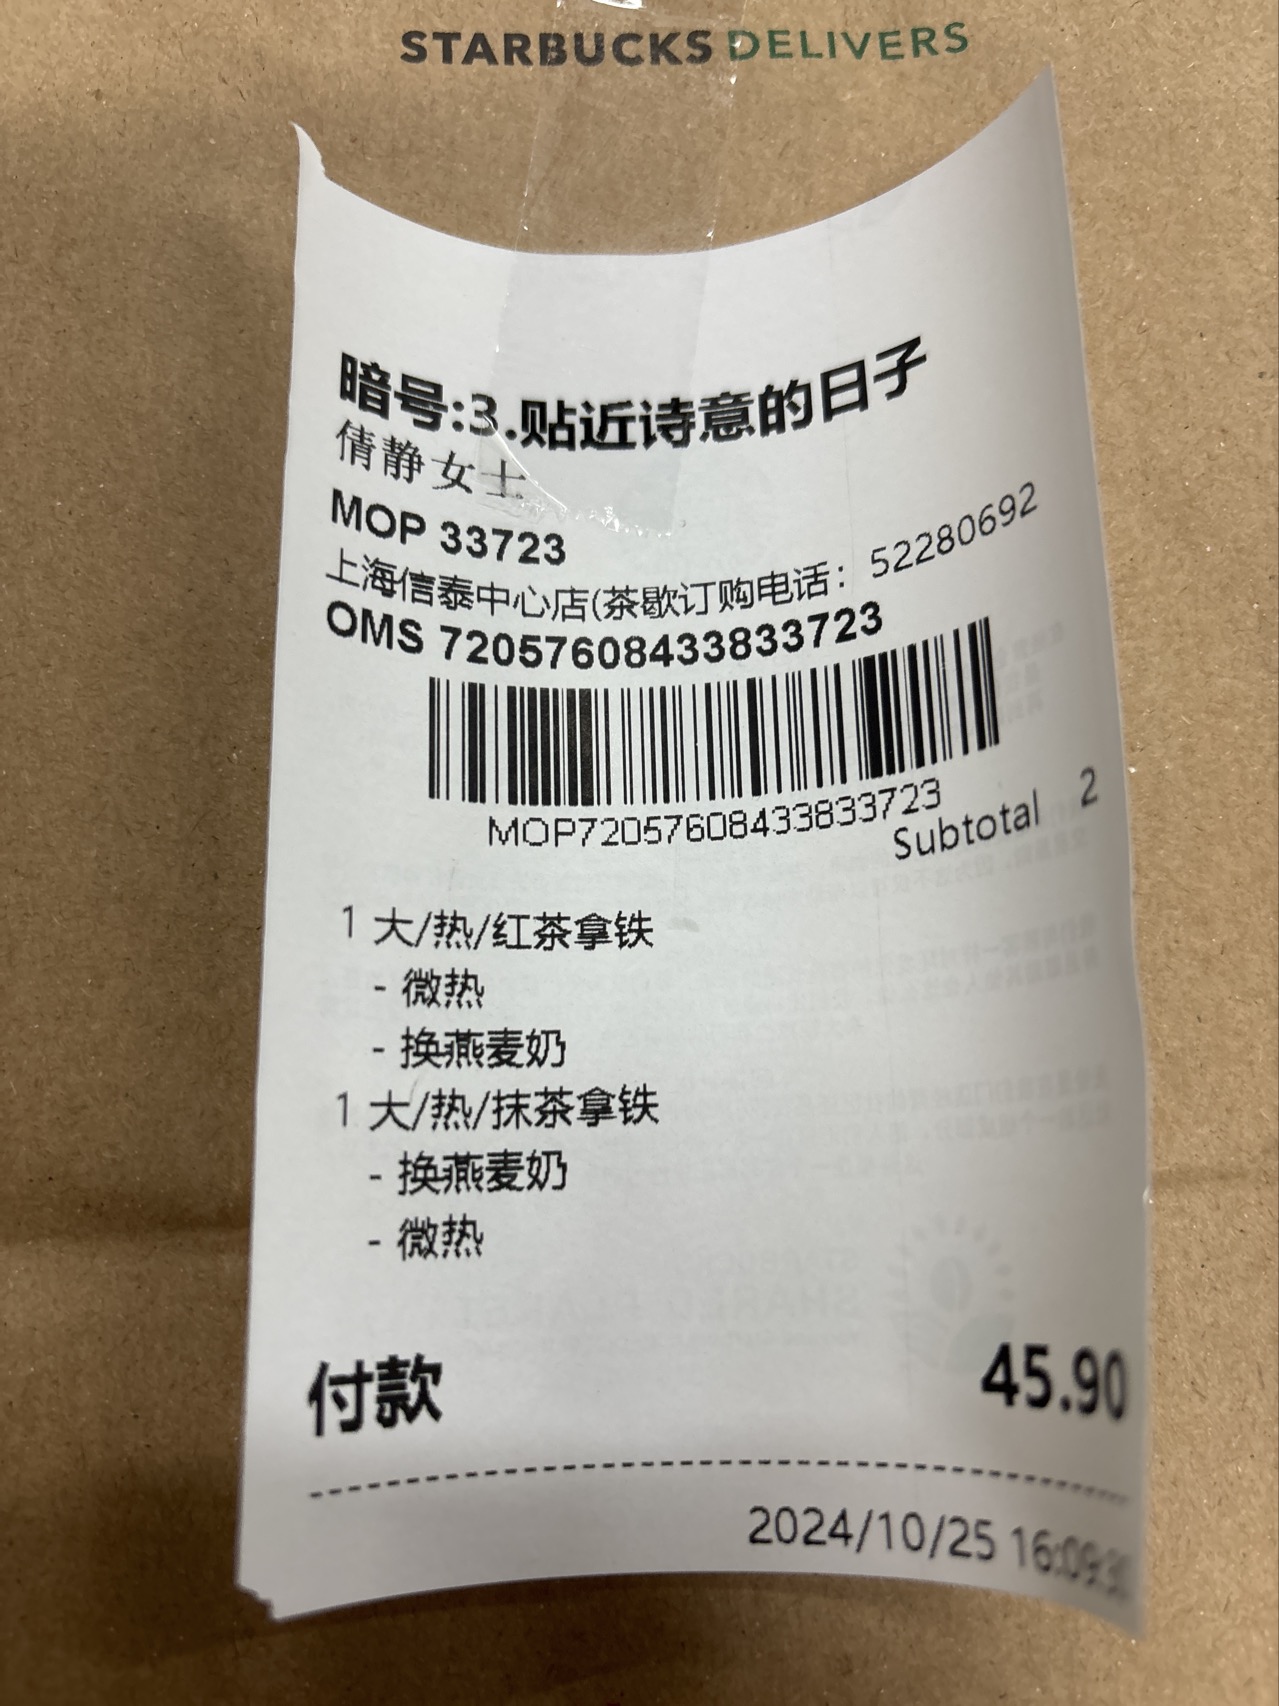 STARBUCKS DELIVERS
暗号:3.贴近诗意的日子
倩静女士
MOP 33723
上海信泰中心店(茶歇订购电话：52280692
OMS 72057608433833723
MOP72057608433833723
Subtotal 2
1 大/热/红茶拿铁
- 微热
- 换燕麦奶
1 大/热/抹茶拿铁
- 换燕麦奶
- 微热
付款 45.90
2024/10/25